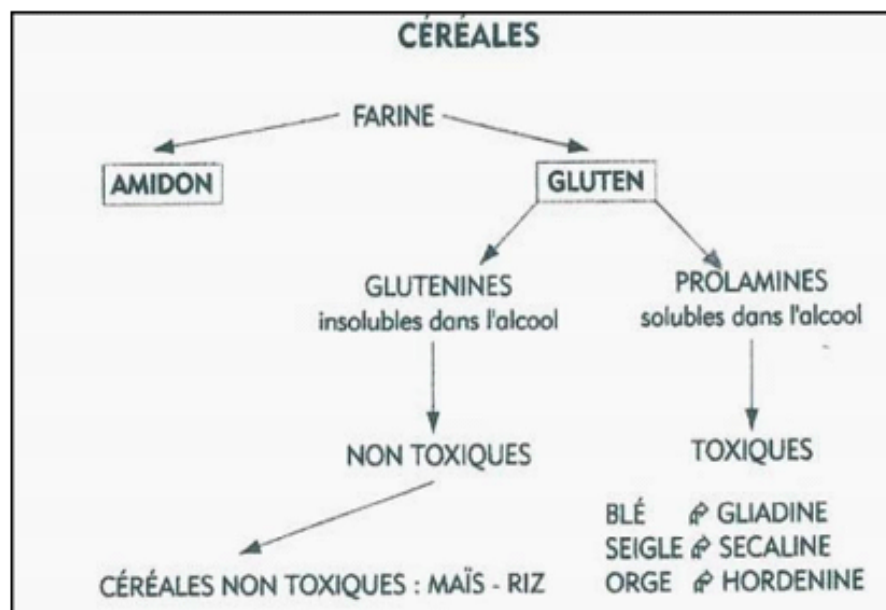 CÉRÉALES
FARINE
AMIDON
GLUTEN
GLUTENINES
insolubles dans l'alcool
PROLAMINES
solubles dans l'alcool
NON TOXIQUES
TOXIQUES
BLÉ GLIADINE
SEIGLE SECALINE
ORGE HORDENINE
CÉRÉALES NON TOXIQUES : MAÏS - RIZ